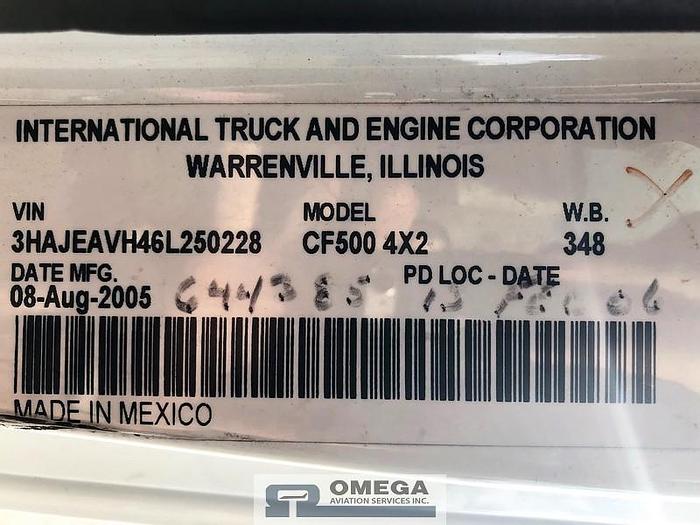 INTERNATIONAL TRUCK AND ENGINE CORPORATION
WARRENVILLE, ILLINOIS
VIN MODEL W.B.
3HAJEAVH46L250228 CF500 4X2 348
DATE MFG. PD LOC - DATE
08-Aug-2005 644385
MADE IN MEXICO
OMEGA
AVIATION SERVICES INC.